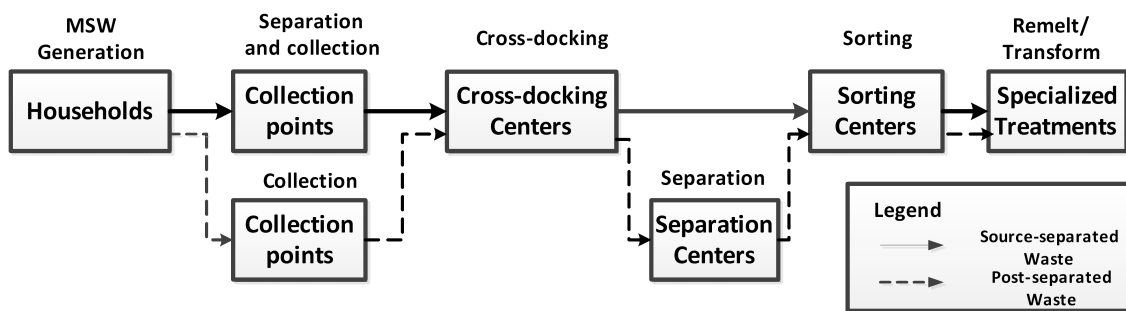 MSW
Generation
Separation
and collection
Cross-docking
Sorting
Remelt/
Transform
Households
Collection
points
Cross-docking
Centers
Sorting
Centers
Specialized
Treatments
Collection
Collection
points
Separation
Separation
Centers
Legend
Source-separated
Waste
Post-separated
Waste